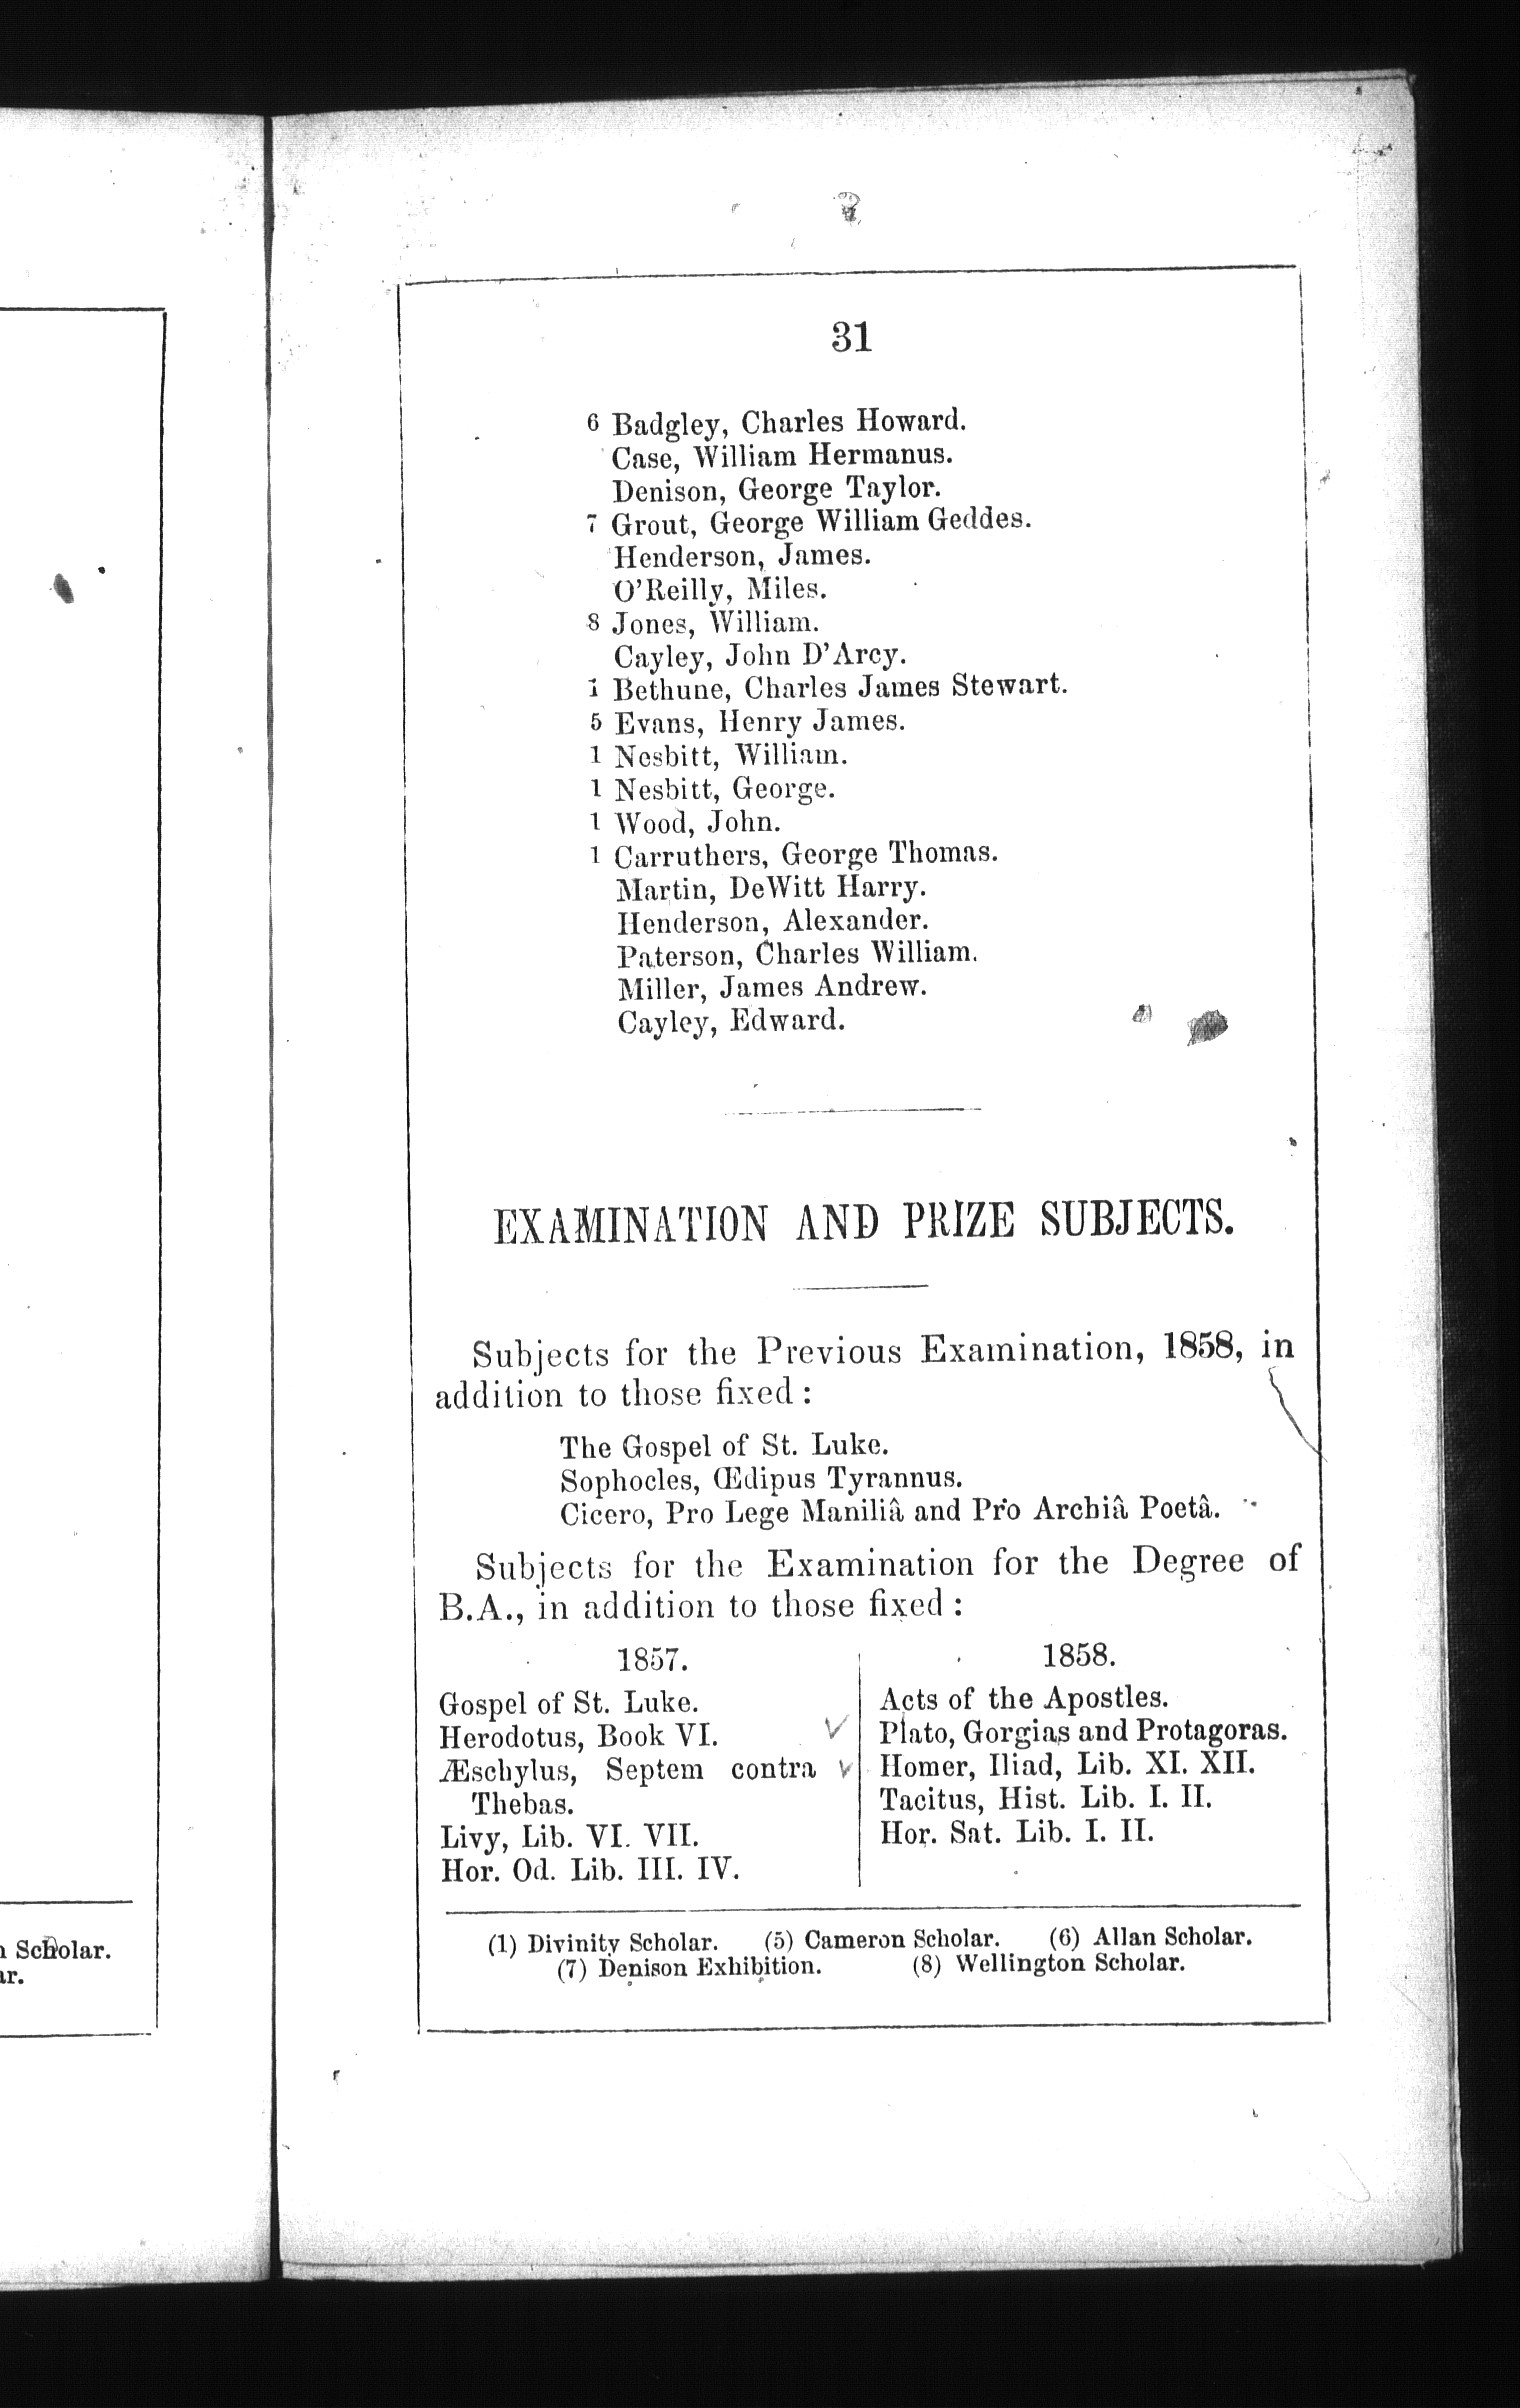 31
6 Badgley, Charles Howard.
Case, William Hermanus.
Denison, George Taylor.
7 Grout, George William Geddes.
Henderson, James.
O'Reilly, Miles.
8 Jones, William.
Cayley, John D'Arcy.
1 Bethune, Charles James Stewart.
5 Evans, Henry James.
1 Nesbitt, William.
1 Nesbitt, George.
1 Wood, John.
1 Carruthers, George Thomas.
Martin, DeWitt Harry.
Henderson, Alexander.
Paterson, Charles William.
Miller, James Andrew.
Cayley, Edward.
EXAMINATION AND PRIZE SUBJECTS.
Subjects for the Previous Examination, 1858, in
addition to those fixed:
The Gospel of St. Luke.
Sophocles, Œdipus Tyrannus.
Cicero, Pro Lege Maniliâ and Pro Archiâ Poetâ.
Subjects for the Examination for the Degree of
B.A., in addition to those fixed:
1857.
Gospel of St. Luke.
Herodotus, Book VI.
Æschylus, Septem contra
Thebas.
Livy, Lib. VI. VII.
Hor. Od. Lib. III. IV.
1858.
Acts of the Apostles.
Plato, Gorgias and Protagoras.
Homer, Iliad, Lib. XI. XII.
Tacitus, Hist. Lib. I. II.
Hor. Sat. Lib. I. II.
(1) Divinity Scholar. (5) Cameron Scholar. (6) Allan Scholar.
(7) Denison Exhibition. (8) Wellington Scholar.
Scholar.